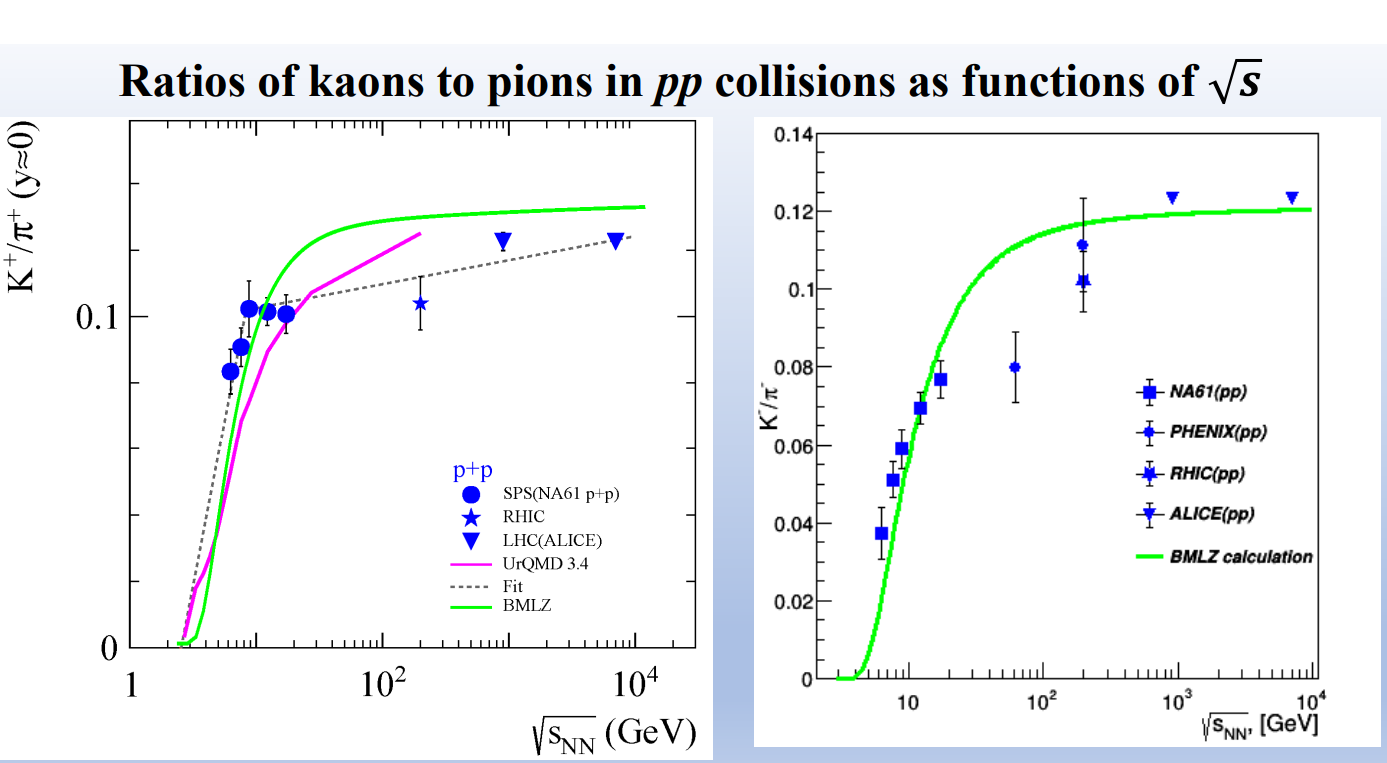 Ratios of kaons to pions in pp collisions as functions of √s
K⁺/π⁺ (y≈0)
0.1
0
1
10²
10⁴
√s_NN (GeV)
p+p
SPS(NA61 p+p)
RHIC
LHC(ALICE)
UrQMD 3.4
Fit
BMLZ
K⁻/π⁻
0.14
0.12
0.1
0.08
0.06
0.04
0.02
0
10
10²
10³
10⁴
√s_NN, [GeV]
NA61(pp)
PHENIX(pp)
RHIC(pp)
ALICE(pp)
BMLZ calculation